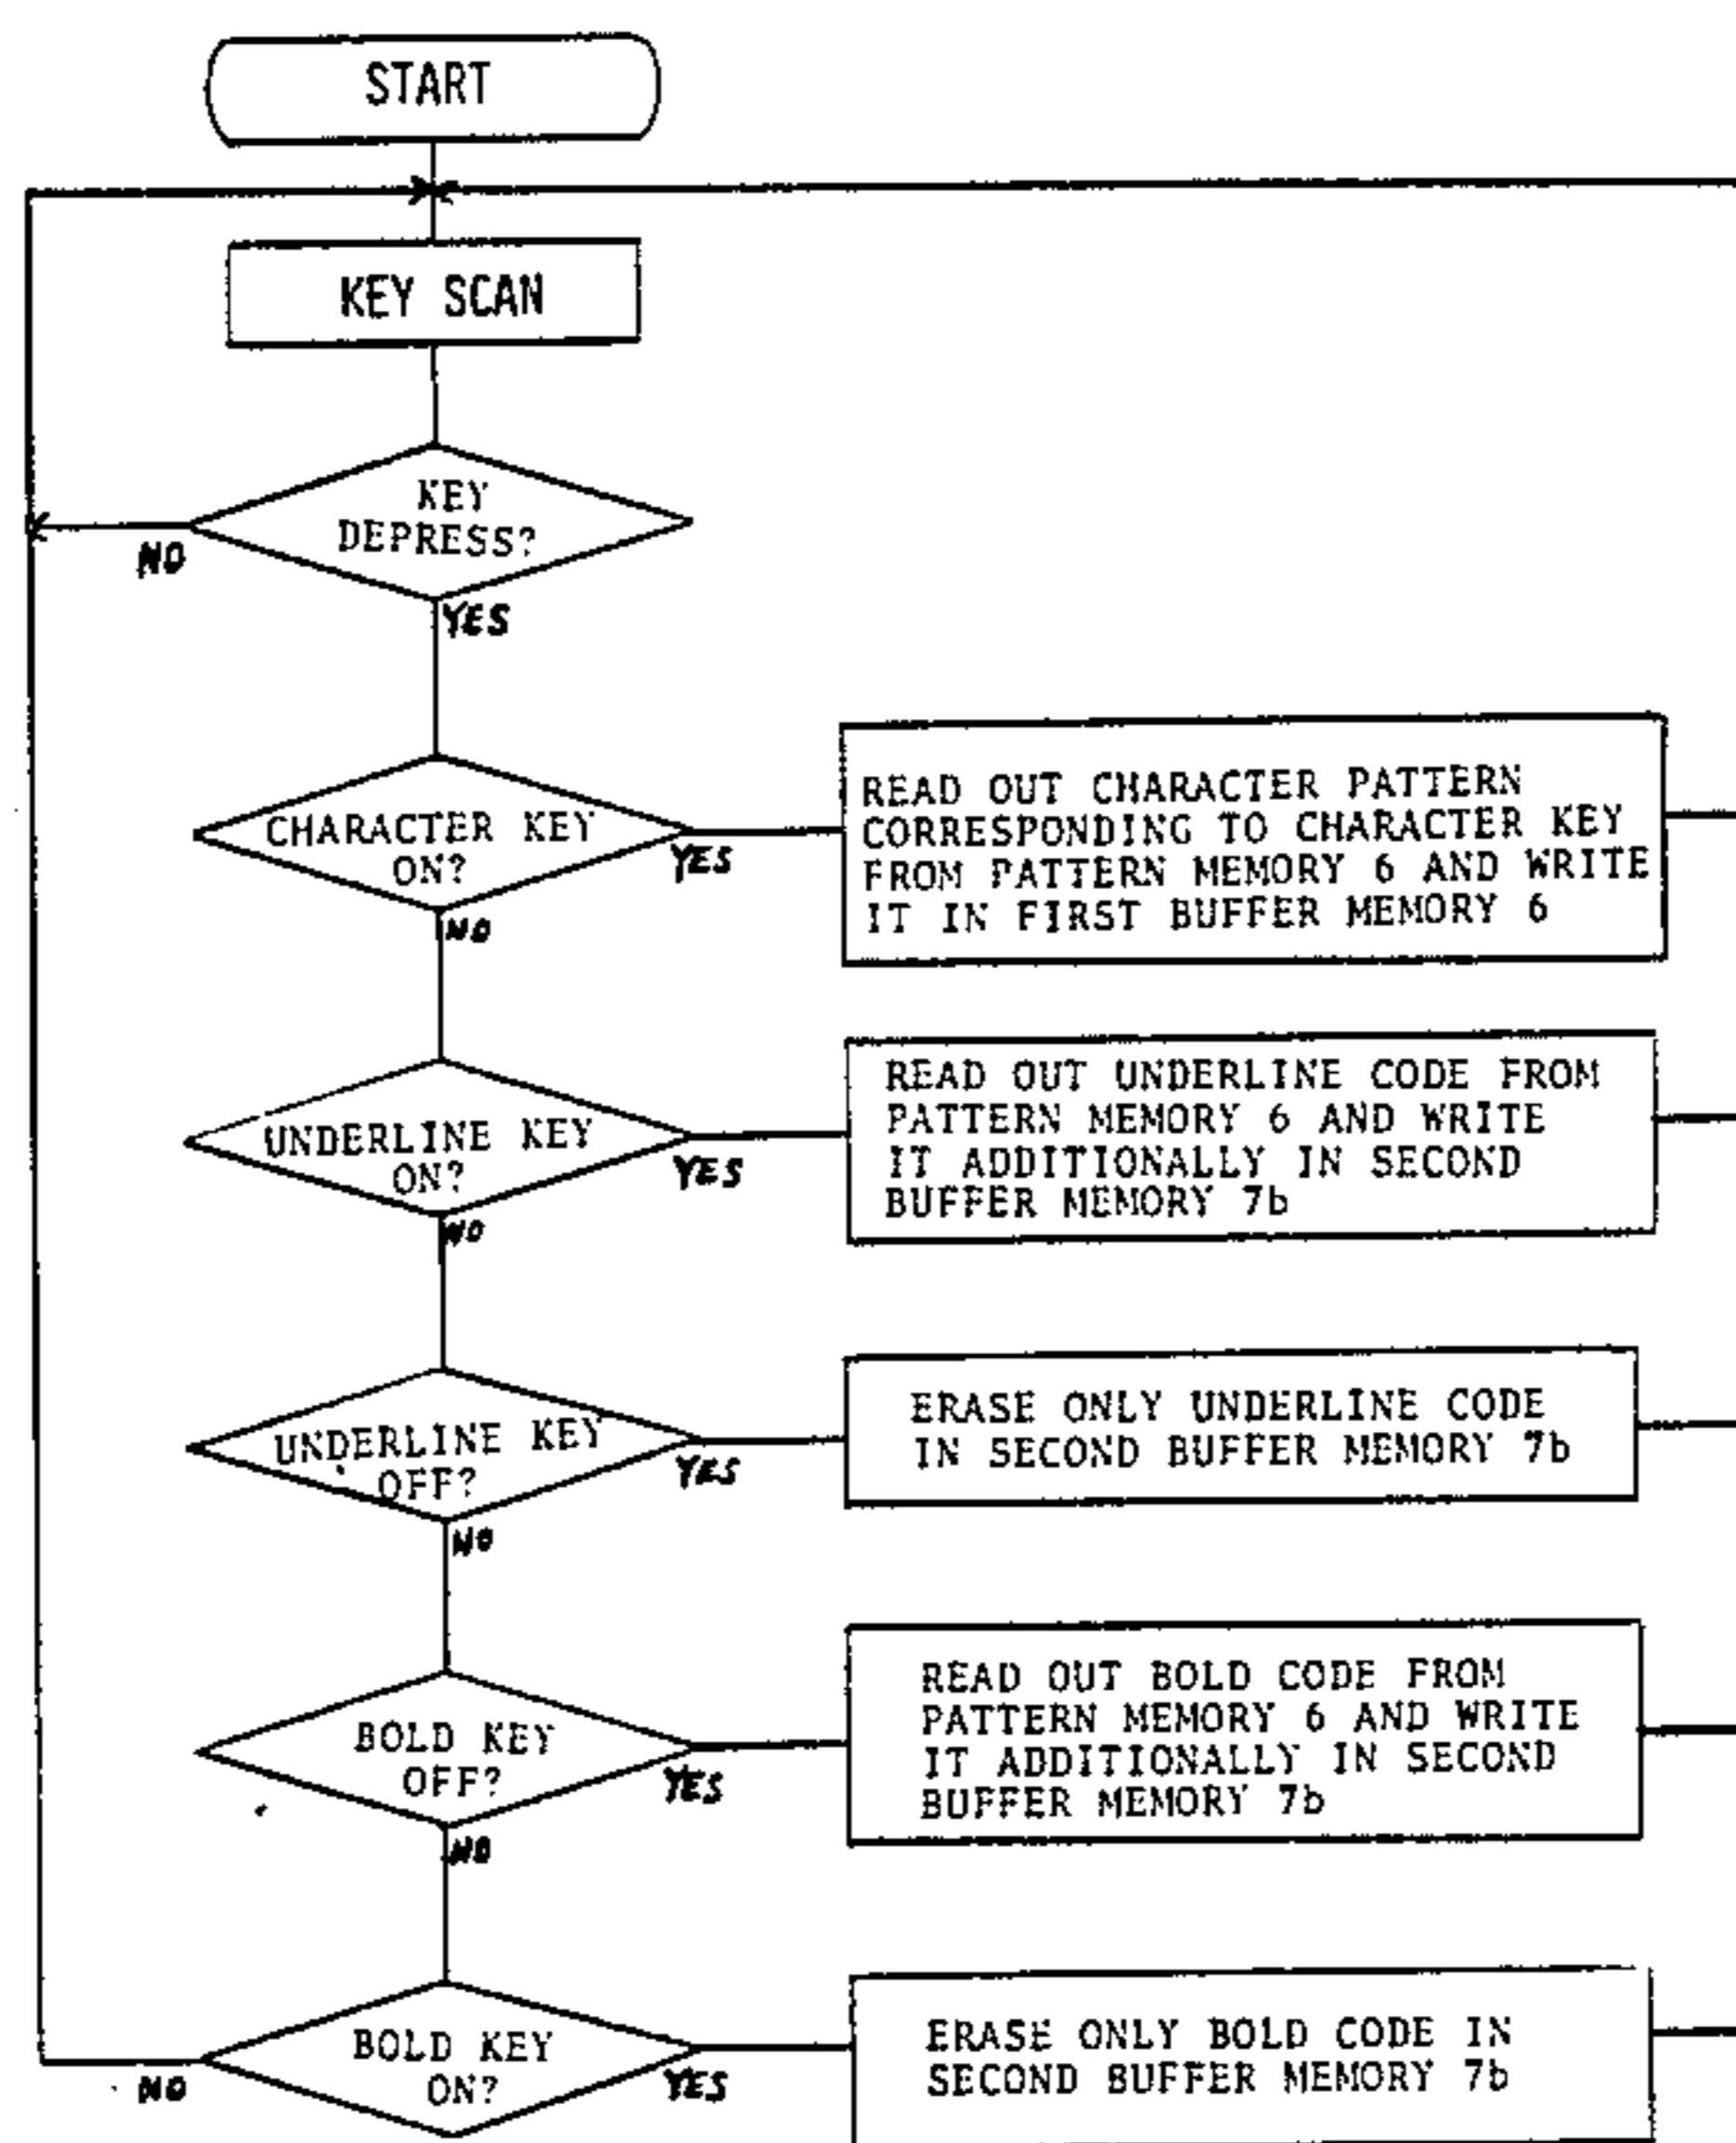 START
KEY SCAN
KEY
DEPRESS?
NO
YES
CHARACTER KEY
ON?
YES
NO
READ OUT CHARACTER PATTERN
CORRESPONDING TO CHARACTER KEY
FROM PATTERN MEMORY 6 AND WRITE
IT IN FIRST BUFFER MEMORY 6
UNDERLINE KEY
ON?
YES
NO
READ OUT UNDERLINE CODE FROM
PATTERN MEMORY 6 AND WRITE
IT ADDITIONALLY IN SECOND
BUFFER MEMORY 7b
UNDERLINE KEY
OFF?
YES
NO
ERASE ONLY UNDERLINE CODE
IN SECOND BUFFER MEMORY 7b
BOLD KEY
OFF?
YES
NO
READ OUT BOLD CODE FROM
PATTERN MEMORY 6 AND WRITE
IT ADDITIONALLY IN SECOND
BUFFER MEMORY 7b
BOLD KEY
ON?
NO
YES
ERASE ONLY BOLD CODE IN
SECOND BUFFER MEMORY 7b